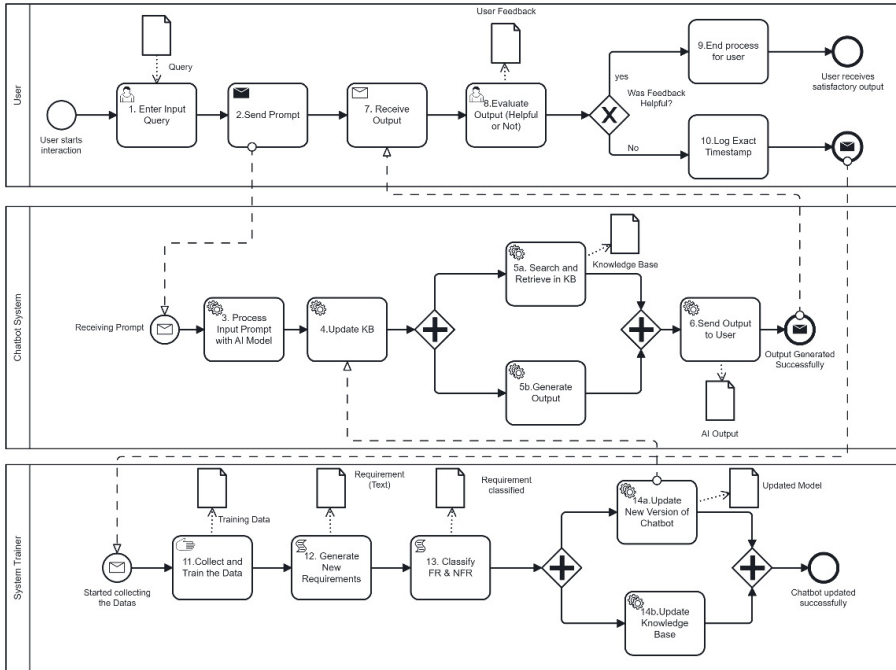 User
User Feedback
Query
1. Enter Input
Query
2.Send Prompt
7. Receive
Output
8.Evaluate
Output (Helpful
or Not)
User starts
interaction
yes
Was Feedback
Helpful?
No
9.End process
for user
User receives
satisfactory output
10.Log Exact
Timestamp
ChatbotX System
Receiving Prompt
3. Process
Input Prompt
with AI Model
4.Update KB
5a. Search and
Retrieve in KB
Knowledge Base
5b.Generate
Output
6.Send Output
to User
Output Generated
Successfully
AI Output
System Trainer
Started collecting
the Datas
Training Data
11.Collect and
Train the Data
Requirement
(Text)
12. Generate
New
Requirements
Requirement
classified
13. Classify
FR & NFR
14a.Update
New Version of
Chatbot
Updated Model
14b.Update
Knowledge
Base
Chatbot updated
successfully